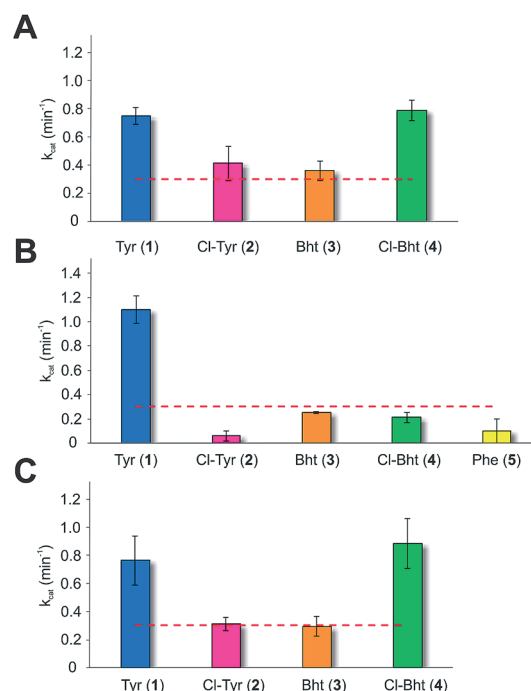 A
k_cat (min⁻¹)
1.2
1.0
0.8
0.6
0.4
0.2
0
Tyr (1) Cl-Tyr (2) Bht (3) Cl-Bht (4)
B
k_cat (min⁻¹)
1.4
1.2
1.0
0.8
0.6
0.4
0.2
0
Tyr (1) Cl-Tyr (2) Bht (3) Cl-Bht (4) Phe (5)
C
k_cat (min⁻¹)
1.2
1.0
0.8
0.6
0.4
0.2
0
Tyr (1) Cl-Tyr (2) Bht (3) Cl-Bht (4)